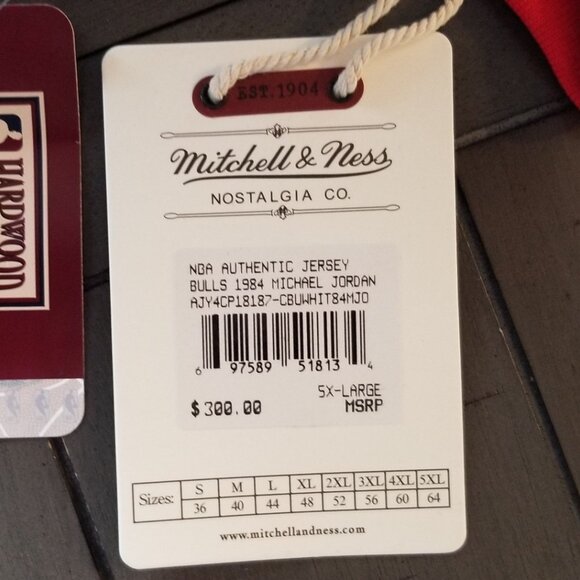 EST.1904
Mitchell & Ness
NOSTALGIA CO.
NBA AUTHENTIC JERSEY
BULLS 1984 MICHAEL JORDAN
AJY4CP18187-CBUWHIT84MJO
6 97589 51813 4
5X-LARGE
$300.00 MSRP
Sizes: S M L XL 2XL 3XL 4XL 5XL
36 40 44 48 52 56 60 64
www.mitchellandness.com
HARDWOOD